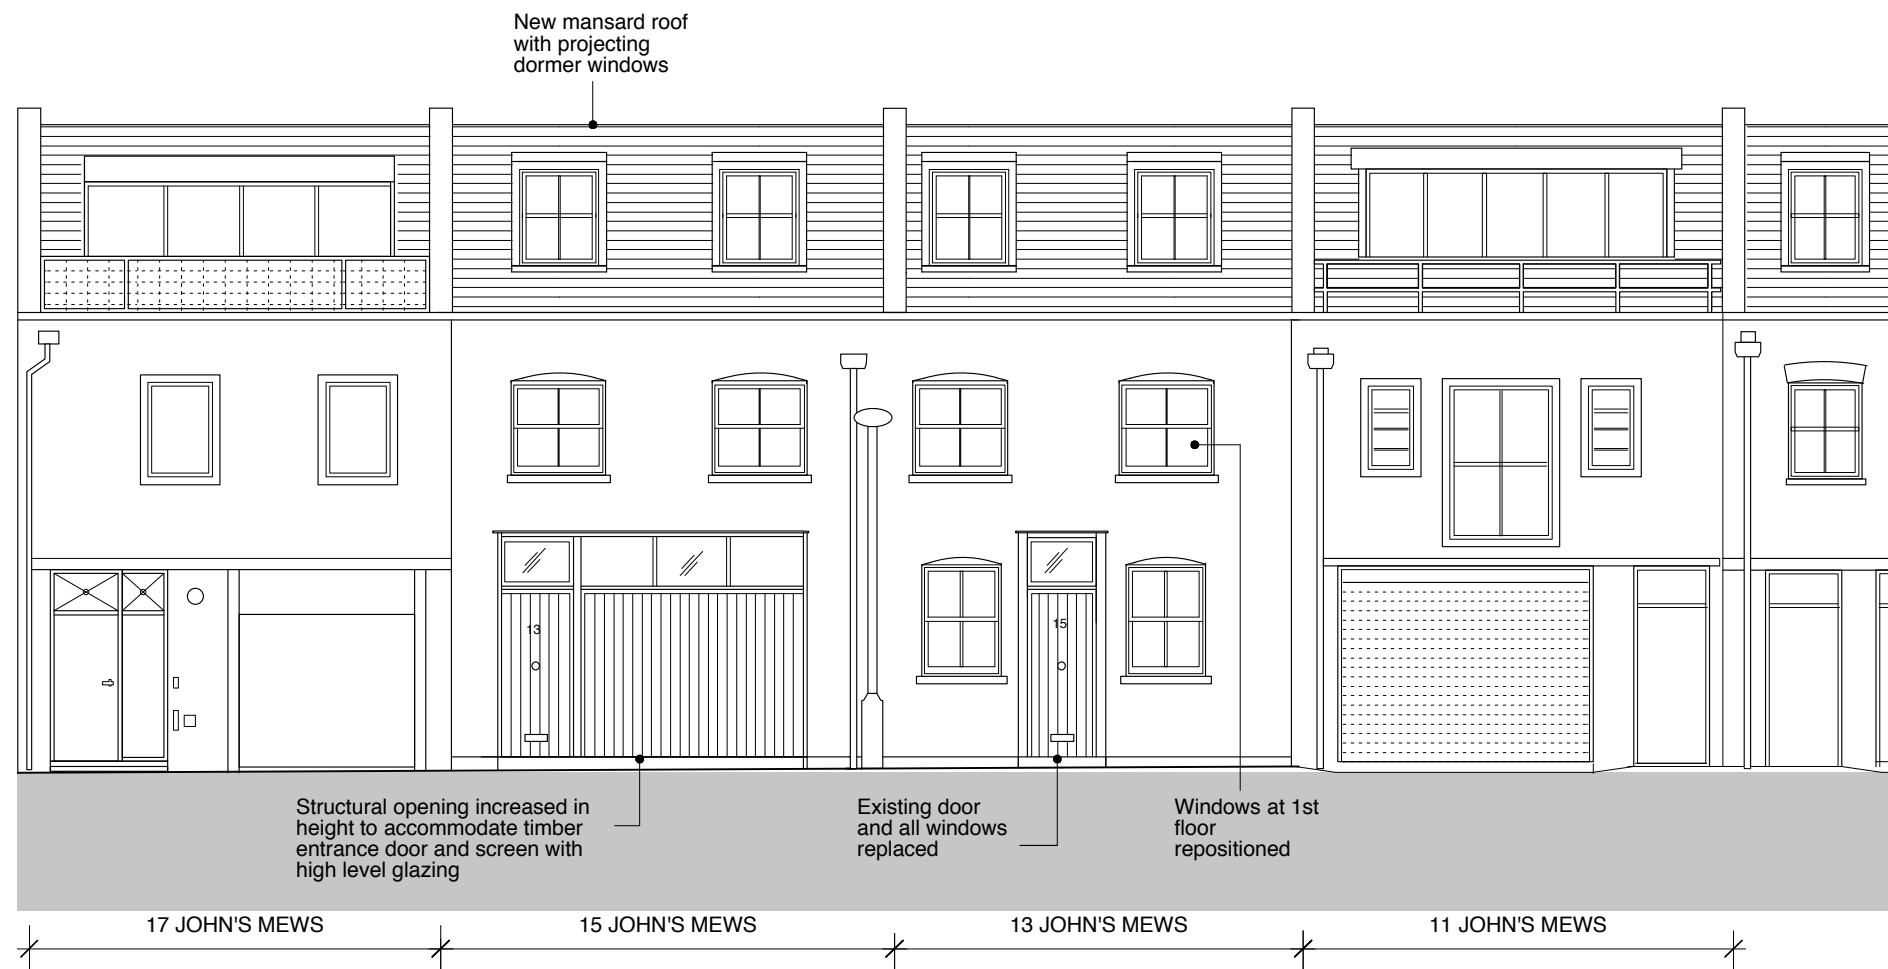 New mansard roof
with projecting
dormer windows
13
15
Structural opening increased in
height to accommodate timber
entrance door and screen with
high level glazing
Existing door
and all windows
replaced
Windows at 1st
floor
repositioned
17 JOHN'S MEWS
15 JOHN'S MEWS
13 JOHN'S MEWS
11 JOHN'S MEWS